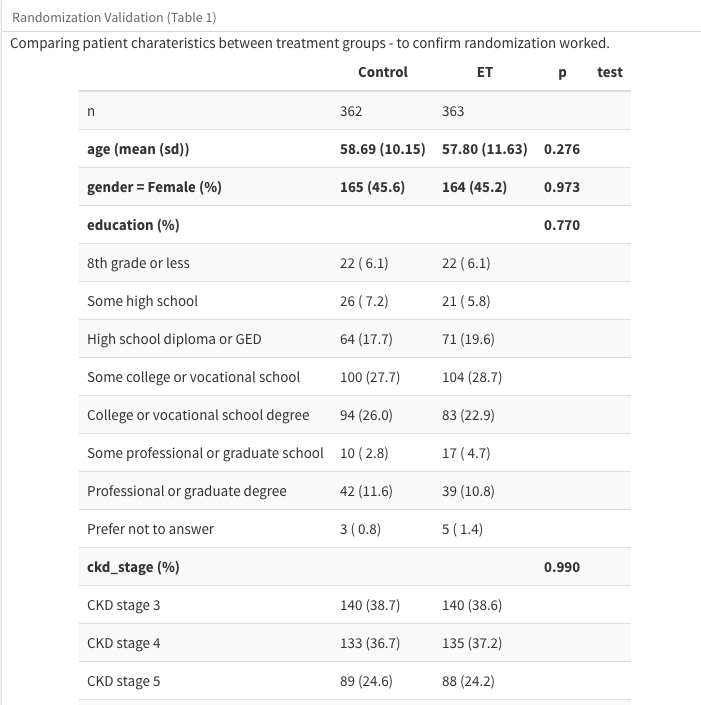 Randomization Validation (Table 1)
Comparing patient charateristics between treatment groups - to confirm randomization worked.
Control ET p test
n 362 363
age (mean (sd)) 58.69 (10.15) 57.80 (11.63) 0.276
gender = Female (%) 165 (45.6) 164 (45.2) 0.973
education (%) 0.770
8th grade or less 22 ( 6.1) 22 ( 6.1)
Some high school 26 ( 7.2) 21 ( 5.8)
High school diploma or GED 64 (17.7) 71 (19.6)
Some college or vocational school 100 (27.7) 104 (28.7)
College or vocational school degree 94 (26.0) 83 (22.9)
Some professional or graduate school 10 ( 2.8) 17 ( 4.7)
Professional or graduate degree 42 (11.6) 39 (10.8)
Prefer not to answer 3 ( 0.8) 5 ( 1.4)
ckd_stage (%) 0.990
CKD stage 3 140 (38.7) 140 (38.6)
CKD stage 4 133 (36.7) 135 (37.2)
CKD stage 5 89 (24.6) 88 (24.2)